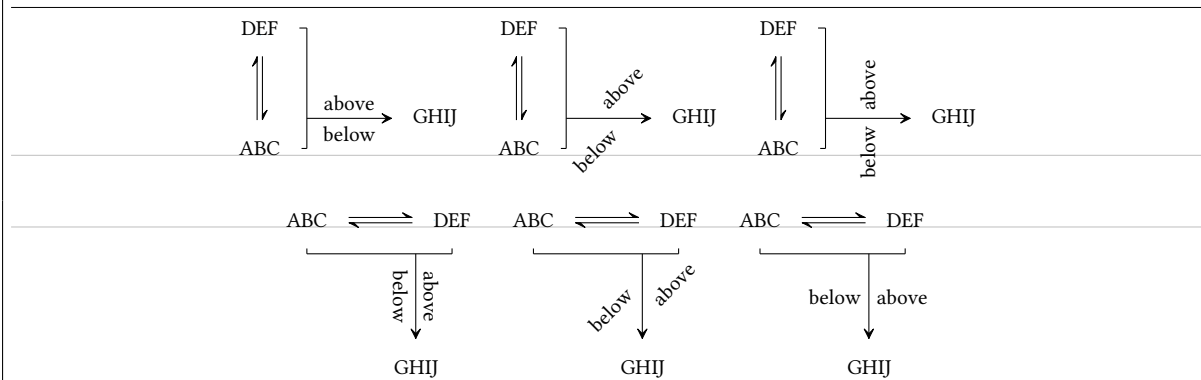 DEF DEF DEF
above above above
GHIJ GHIJ GHIJ
below below below
ABC ABC ABC
ABC DEF ABC DEF ABC DEF
below above below above below above
GHIJ GHIJ GHIJ